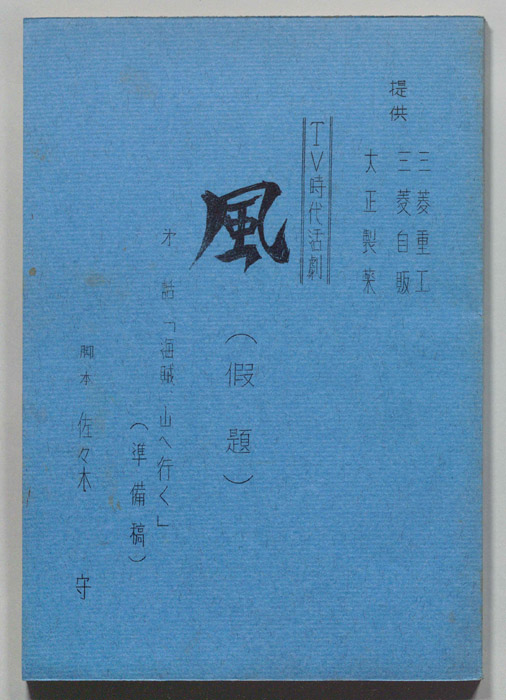 提供
三菱重工
三菱自販
大正製薬
TV時代活劇
風
(假題)
才 話「海賊、山へ行く」
(準備稿)
脚本 佐々木 守